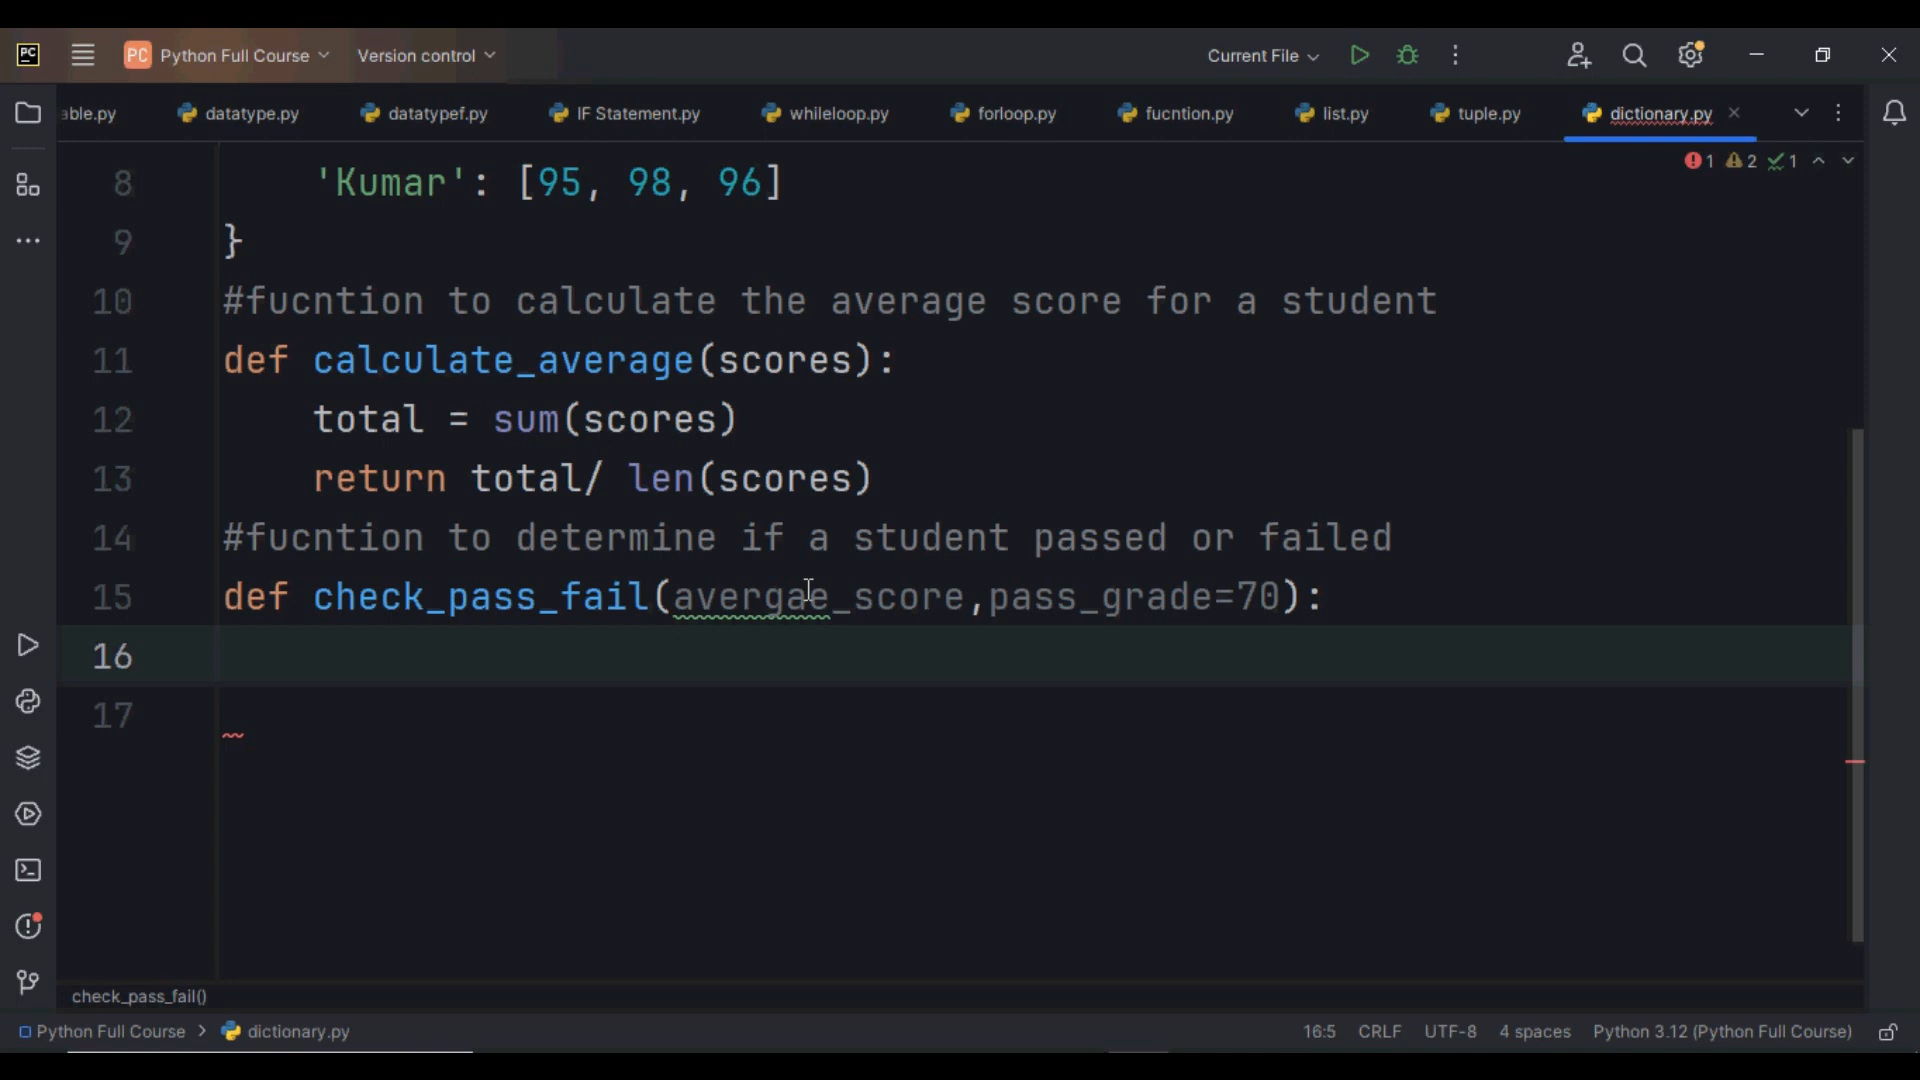 PC
PC Python Full Course Version control Current File
able.py datatype.py datatypef.py IF Statement.py whileloop.py forloop.py fucntion.py list.py tuple.py dictionary.py
1 2 1
8 'Kumar': [95, 98, 96]
9 }
10 #fucntion to calculate the average score for a student
11 def calculate_average(scores):
12 total = sum(scores)
13 return total/ len(scores)
14 #fucntion to determine if a student passed or failed
15 def check_pass_fail(avergae_score,pass_grade=70):
16
17
check_pass_fail()
Python Full Course > dictionary.py 16:5 CRLF UTF-8 4 spaces Python 3.12 (Python Full Course)